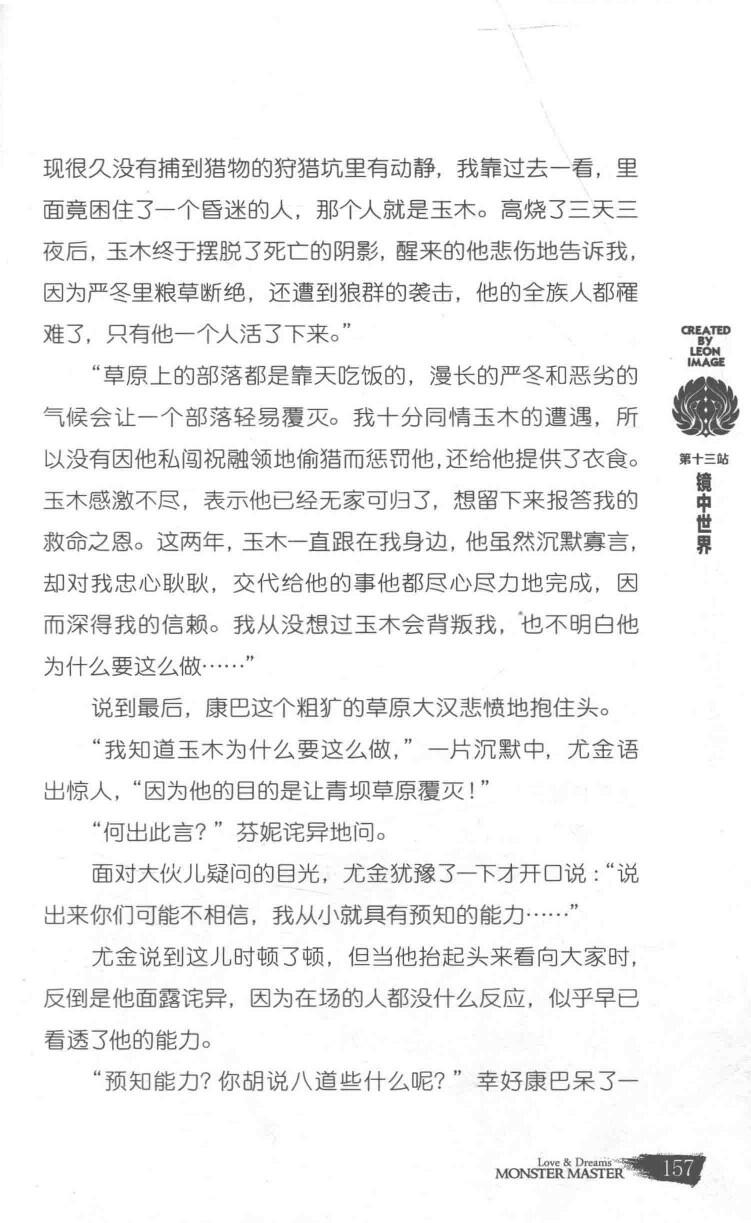 现很久没有捕到猎物的狩猎坑里有动静，我靠过去一看，里
面竟困住了一个昏迷的人，那个人就是玉木。高烧了三天三
夜后，玉木终于摆脱了死亡的阴影，醒来的他悲伤地告诉我，
因为严冬里粮草断绝，还遭到狼群的袭击，他的全族人都罹
难了，只有他一个人活了下来。”
“草原上的部落都是靠天吃饭的，漫长的严冬和恶劣的
气候会让一个部落轻易覆灭。我十分同情玉木的遭遇，所
以没有因他私闯祝融领地偷猎而惩罚他，还给他提供了衣食。
玉木感激不尽，表示他已经无家可归了，想留下来报答我的
救命之恩。这两年，玉木一直跟在我身边，他虽然沉默寡言，
却对我忠心耿耿，交代给他的事他都尽心尽力地完成，因
而深得我的信赖。我从没想过玉木会背叛我，也不明白他
为什么要这么做……”
说到最后，康巴这个粗犷的草原大汉悲愤地抱住头。
“我知道玉木为什么要这么做，”一片沉默中，尤金语
出惊人，“因为他的目的是让青坝草原覆灭！”
“何出此言？”芬妮诧异地问。
面对大伙儿疑问的目光，尤金犹豫了一下才开口说：“说
出来你们可能不相信，我从小就具有预知的能力……”
尤金说到这儿时顿了顿，但当他抬起头来看向大家时，
反倒是他面露诧异，因为在场的人都没什么反应，似乎早已
看透了他的能力。
“预知能力？你胡说八道些什么呢？”幸好康巴呆了一
CREATED
BY
LEON
IMAGE
第十三站
镜中世界
Love & Dreams
MONSTER MASTER
157